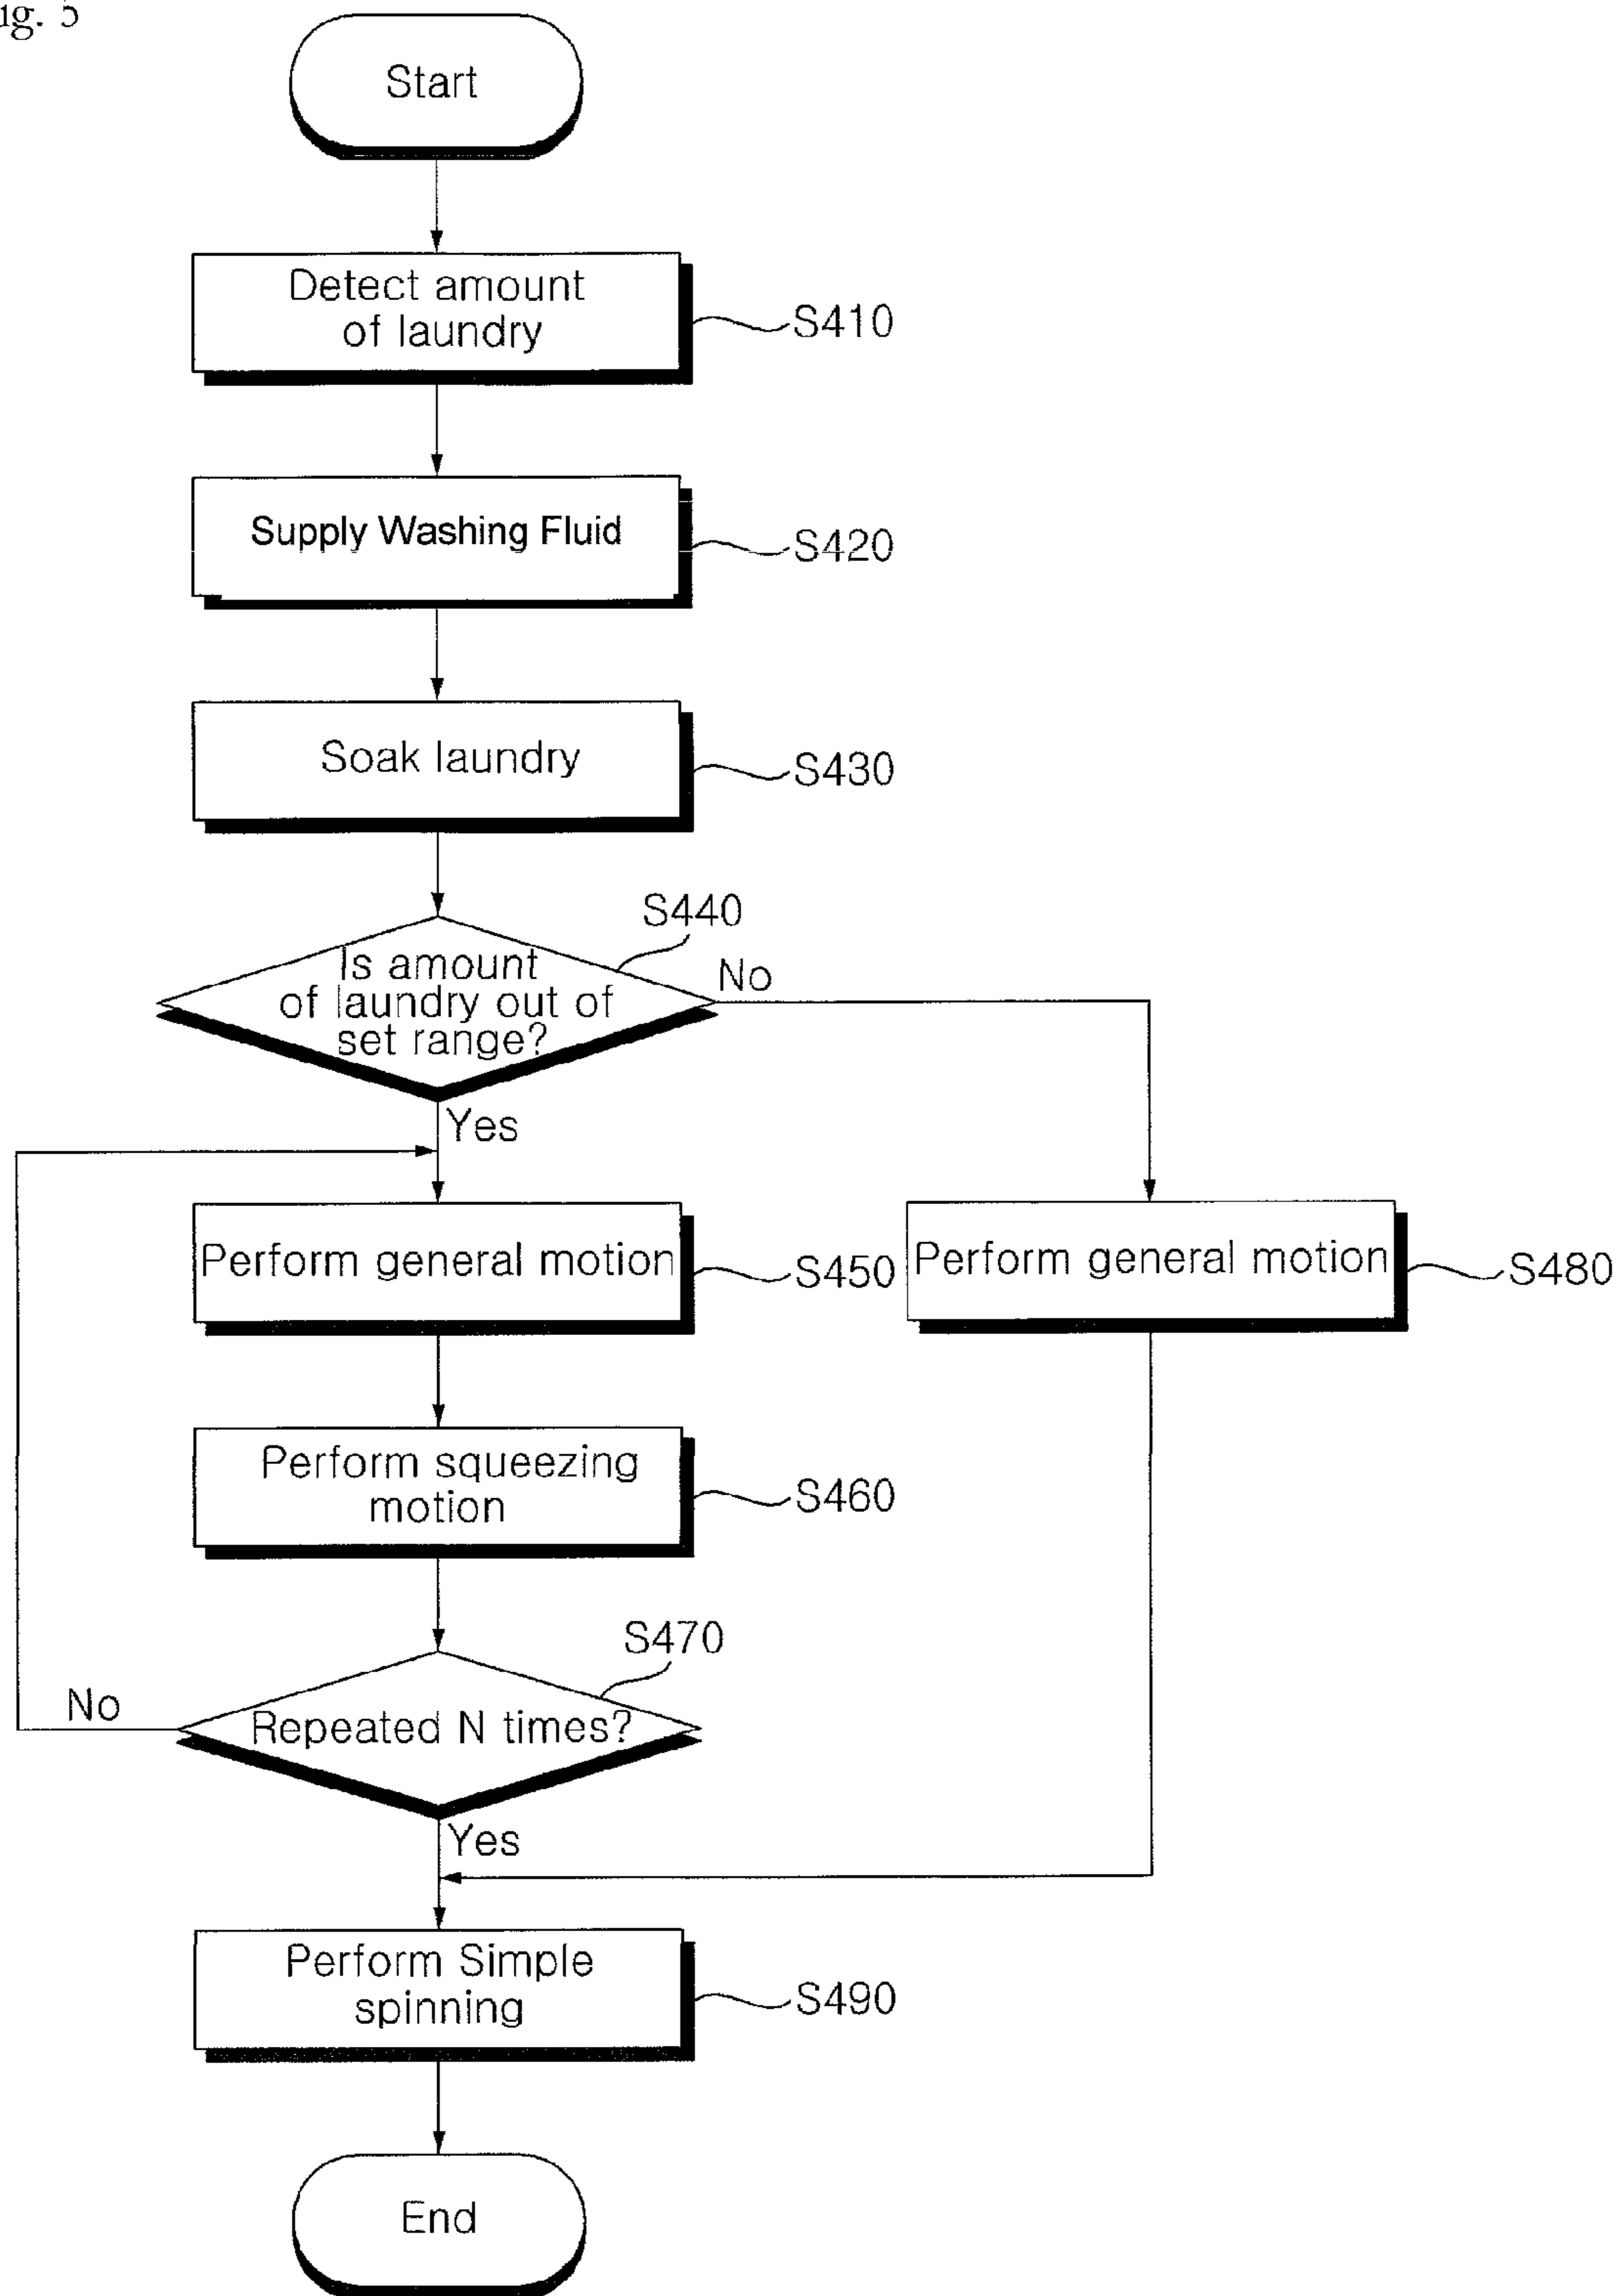 ig. 5
Start
Detect amount
of laundry
S410
Supply Washing Fluid
S420
Soak laundry
S430
S440
Is amount
of laundry out of
set range?
No
Yes
Perform general motion
S450
Perform general motion
S480
Perform squeezing
motion
S460
S470
No
Repeated N times?
Yes
Perform Simple
spinning
S490
End